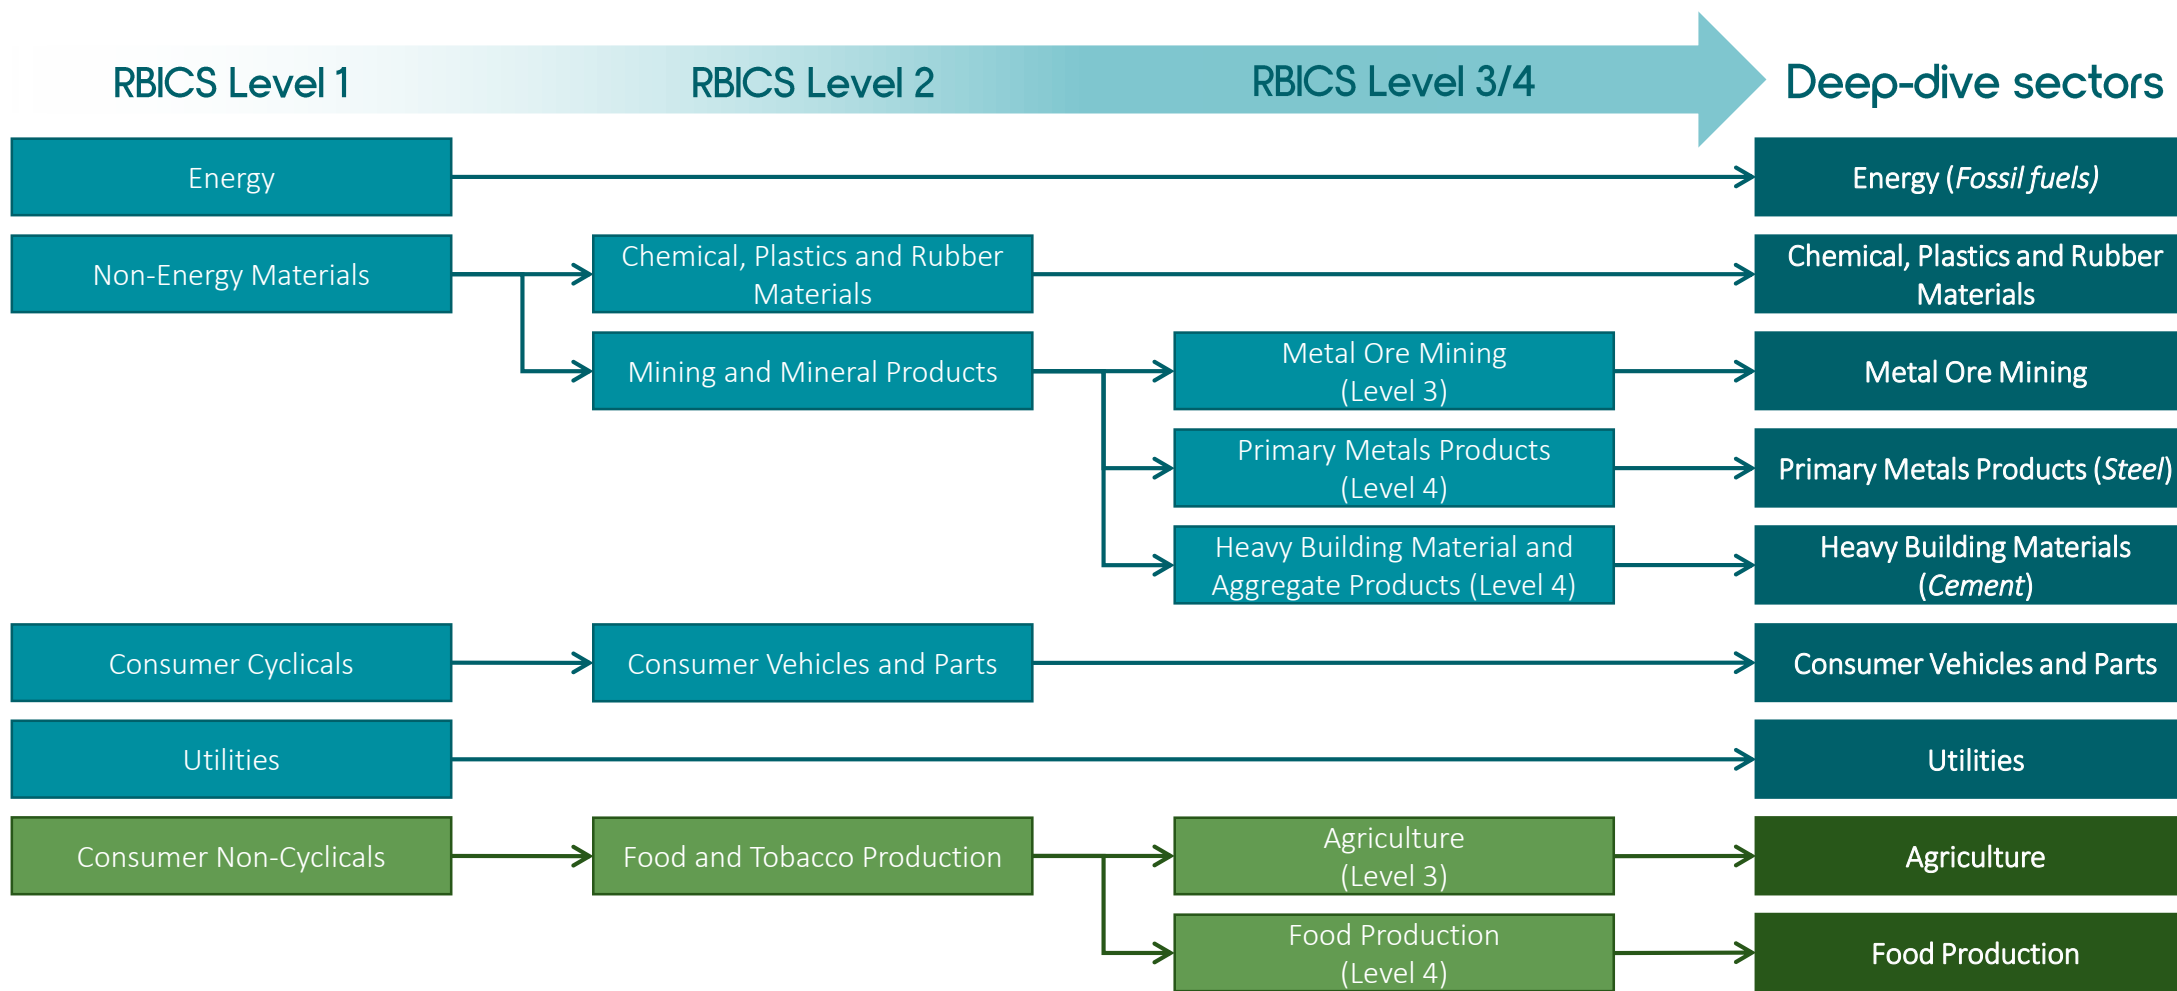 RBICS Level 1
RBICS Level 2
RBICS Level 3/4
Deep-dive sectors
Energy
Energy (Fossil fuels)
Non-Energy Materials
Chemical, Plastics and Rubber
Materials
Chemical, Plastics and Rubber
Materials
Mining and Mineral Products
Metal Ore Mining
(Level 3)
Metal Ore Mining
Primary Metals Products
(Level 4)
Primary Metals Products (Steel)
Heavy Building Material and
Aggregate Products (Level 4)
Heavy Building Materials
(Cement)
Consumer Cyclicals
Consumer Vehicles and Parts
Consumer Vehicles and Parts
Utilities
Utilities
Consumer Non-Cyclicals
Food and Tobacco Production
Agriculture
(Level 3)
Agriculture
Food Production
(Level 4)
Food Production